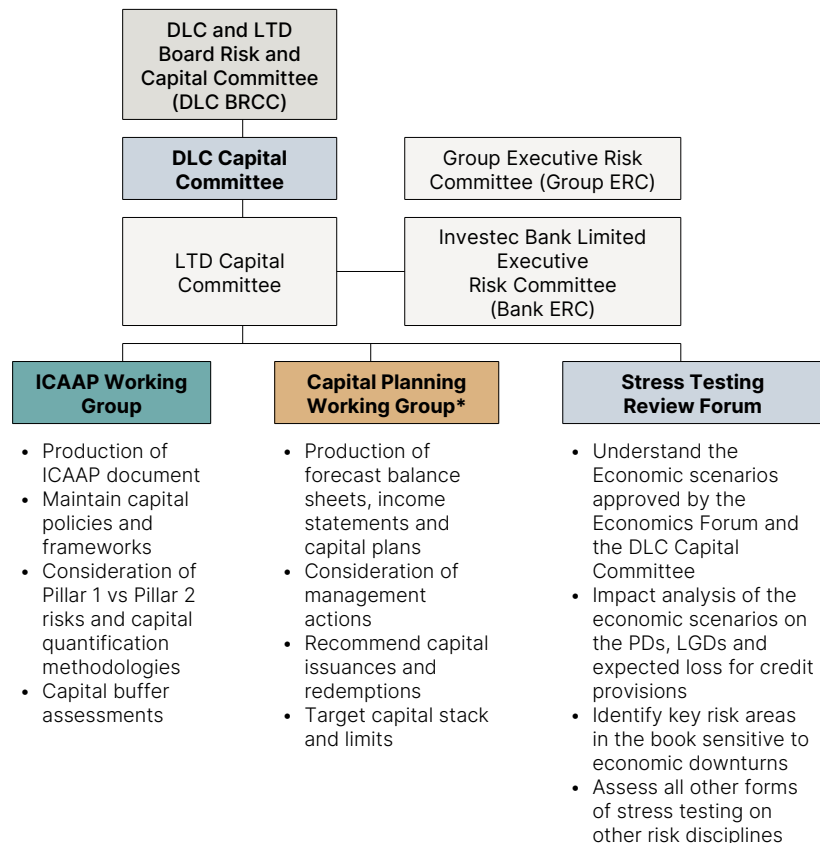 DLC and LTD
Board Risk and
Capital Committee
(DLC BRCC)
DLC Capital
Committee
Group Executive Risk
Committee (Group ERC)
LTD Capital
Committee
Investec Bank Limited
Executive
Risk Committee
(Bank ERC)
ICAAP Working
Group
• Production of
ICAAP document
• Maintain capital
policies and
frameworks
• Consideration of
Pillar 1 vs Pillar 2
risks and capital
quantification
methodologies
• Capital buffer
assessments
Capital Planning
Working Group*
• Production of
forecast balance
sheets, income
statements and
capital plans
• Consideration of
management
actions
• Recommend capital
issuances and
redemptions
• Target capital stack
and limits
Stress Testing
Review Forum
• Understand the
Economic scenarios
approved by the
Economics Forum and
the DLC Capital
Committee
• Impact analysis of the
economic scenarios on
the PDs, LGDs and
expected loss for credit
provisions
• Identify key risk areas
in the book sensitive to
economic downturns
• Assess all other forms
of stress testing on
other risk disciplines